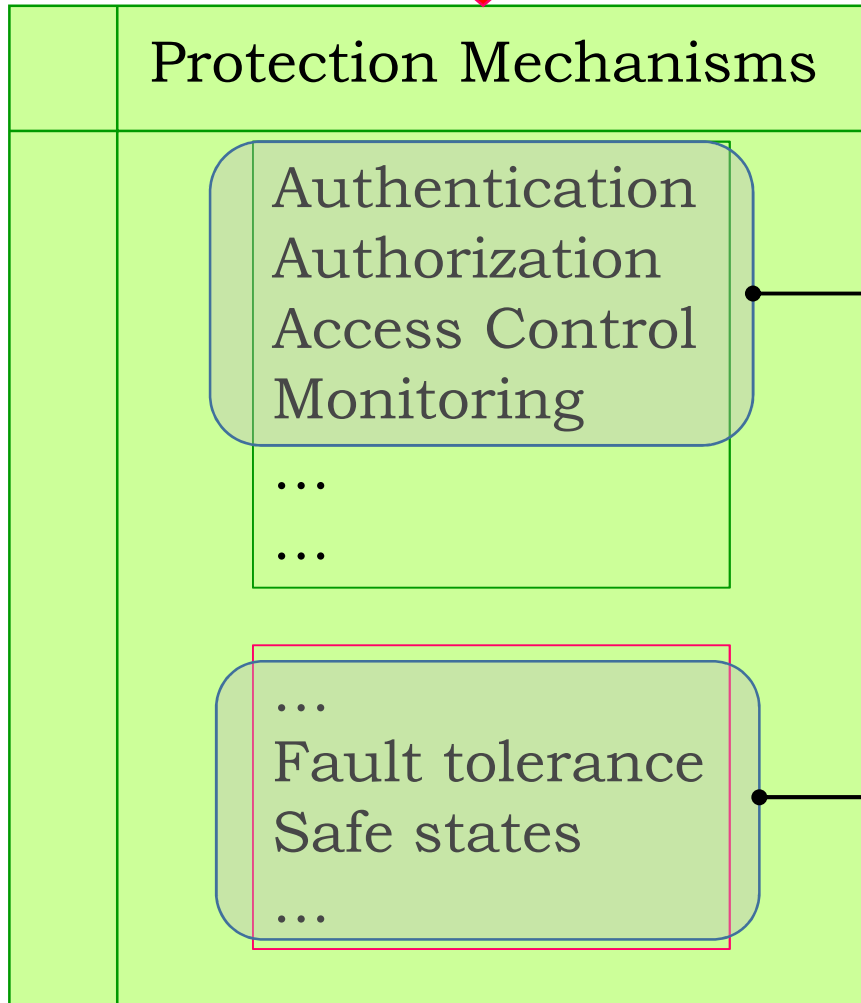 Protection Mechanisms
Authentication
Authorization
Access Control
Monitoring
…
…
…
Fault tolerance
Safe states
…